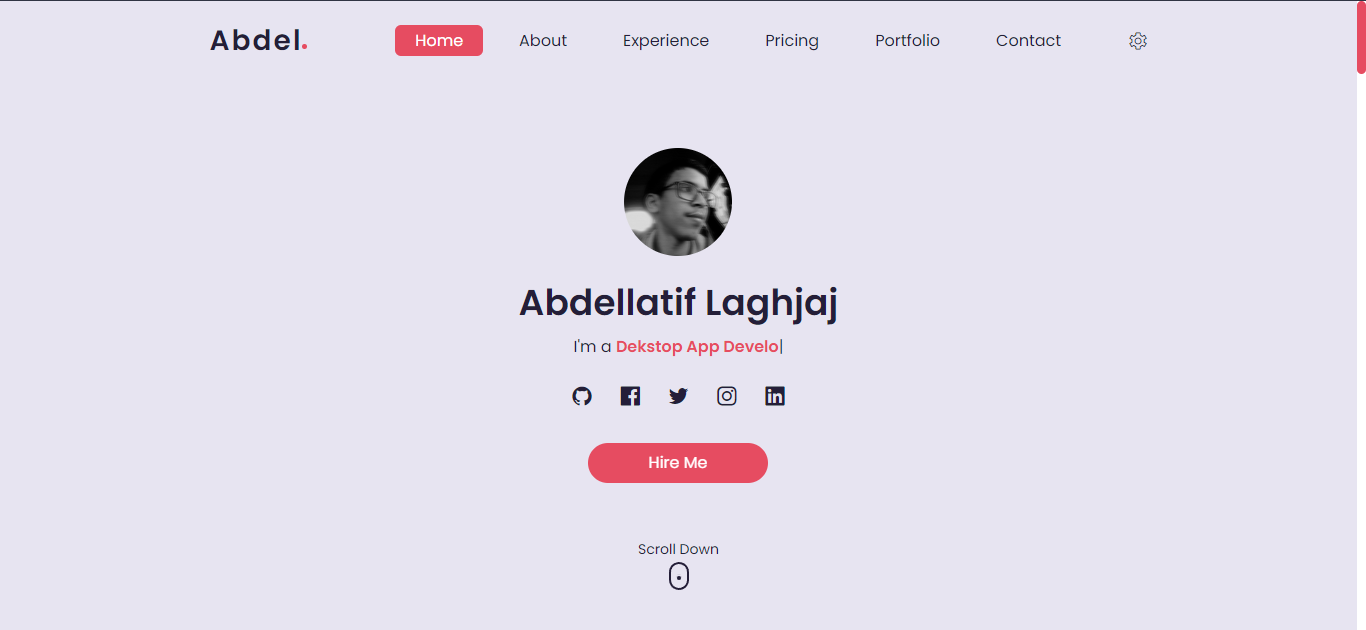 Abdel.
Home About Experience Pricing Portfolio Contact
Abdellatif Laghjaj
I'm a Dekstop App Develo|
Hire Me
Scroll Down